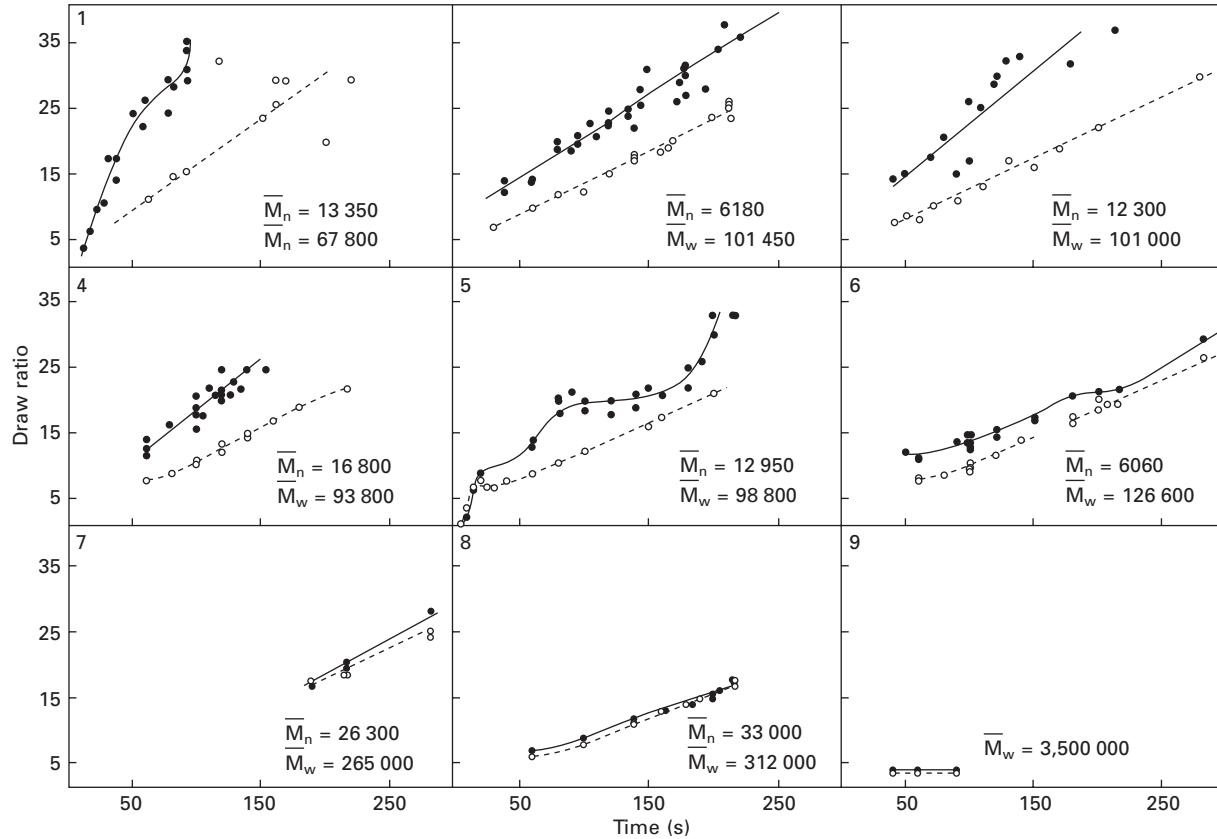 1
35
25
15
5
M̅n = 13 350
M̅n = 67 800
M̅n = 6180
M̅w = 101 450
M̅n = 12 300
M̅w = 101 000
4
5
6
35
25
15
5
M̅n = 16 800
M̅w = 93 800
M̅n = 12 950
M̅w = 98 800
M̅n = 6060
M̅w = 126 600
Draw ratio
7
8
9
35
25
15
5
M̅n = 26 300
M̅w = 265 000
M̅n = 33 000
M̅w = 312 000
M̅w = 3,500 000
50 150 250 50 150 250 50 150 250
Time (s)